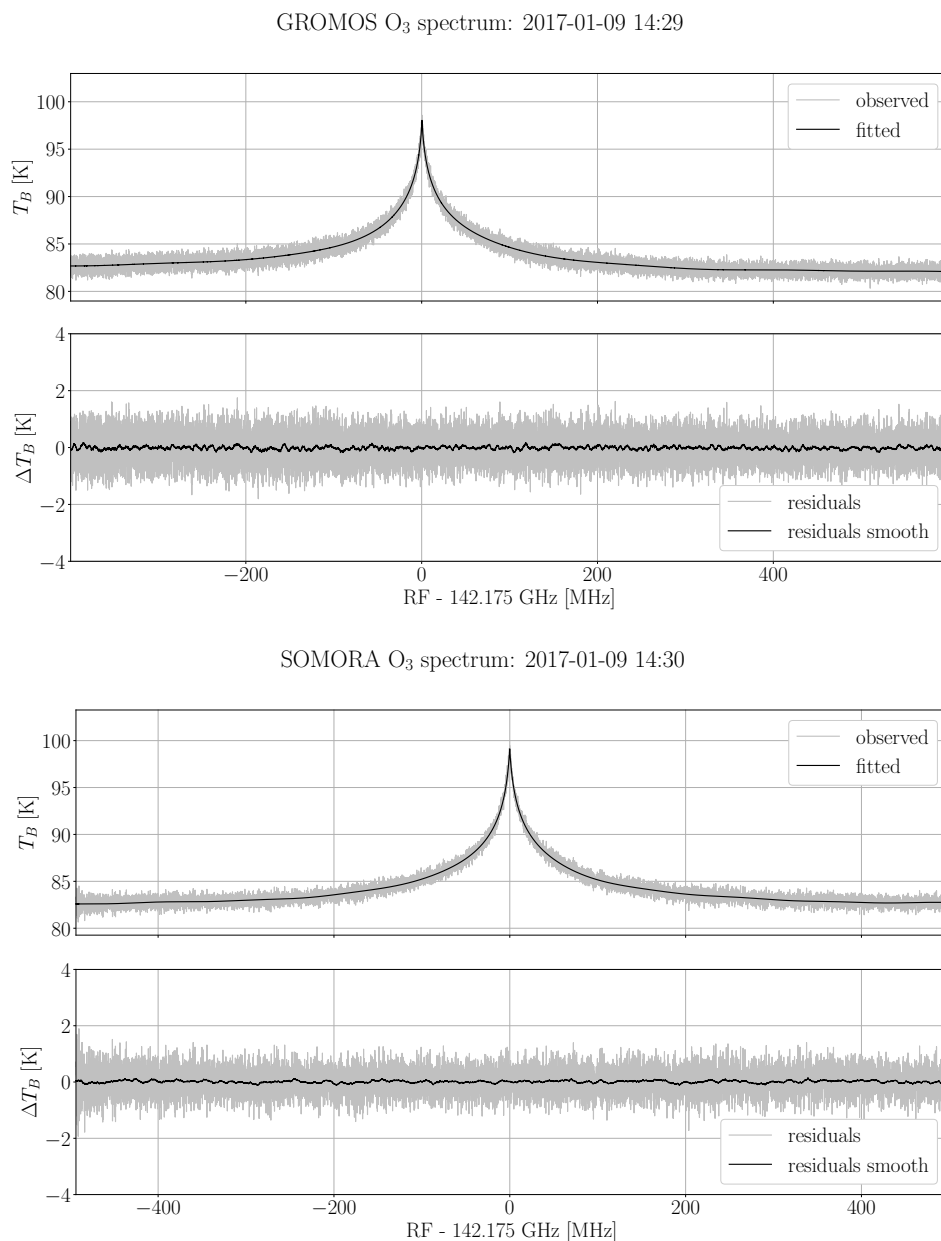 GROMOS O₃ spectrum: 2017-01-09 14:29
100
95
90
85
80
T_B [K]
observed
fitted
4
2
0
−2
−4
ΔT_B [K]
residuals
residuals smooth
−200 0 200 400
RF - 142.175 GHz [MHz]
SOMORA O₃ spectrum: 2017-01-09 14:30
100
95
90
85
80
T_B [K]
observed
fitted
4
2
0
−2
−4
ΔT_B [K]
residuals
residuals smooth
−400 −200 0 200 400
RF - 142.175 GHz [MHz]